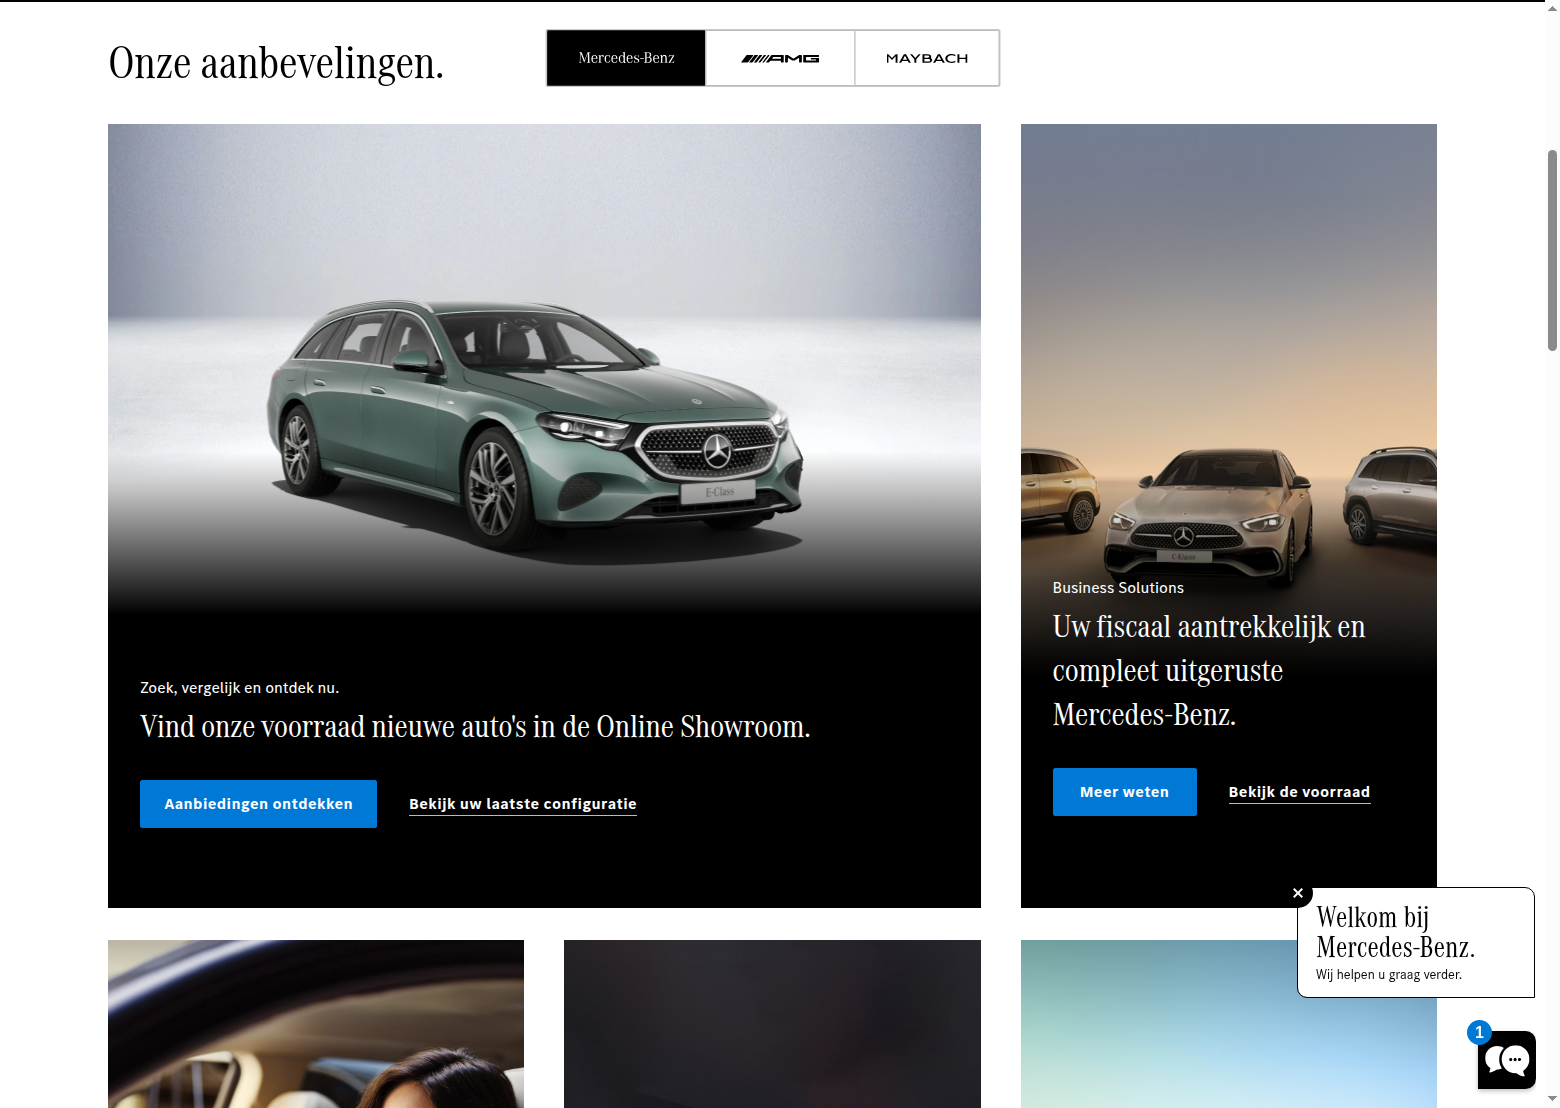 Onze aanbevelingen.
Mercedes-Benz
AMG
MAYBACH
E-Class
Zoek, vergelijk en ontdek nu.
Vind onze voorraad nieuwe auto's in de Online Showroom.
Aanbiedingen ontdekken
Bekijk uw laatste configuratie
C-Klasse
Business Solutions
Uw fiscaal aantrekkelijk en
compleet uitgeruste
Mercedes-Benz.
Meer weten
Bekijk de voorraad
Welkom bij
Mercedes-Benz.
Wij helpen u graag verder.
1